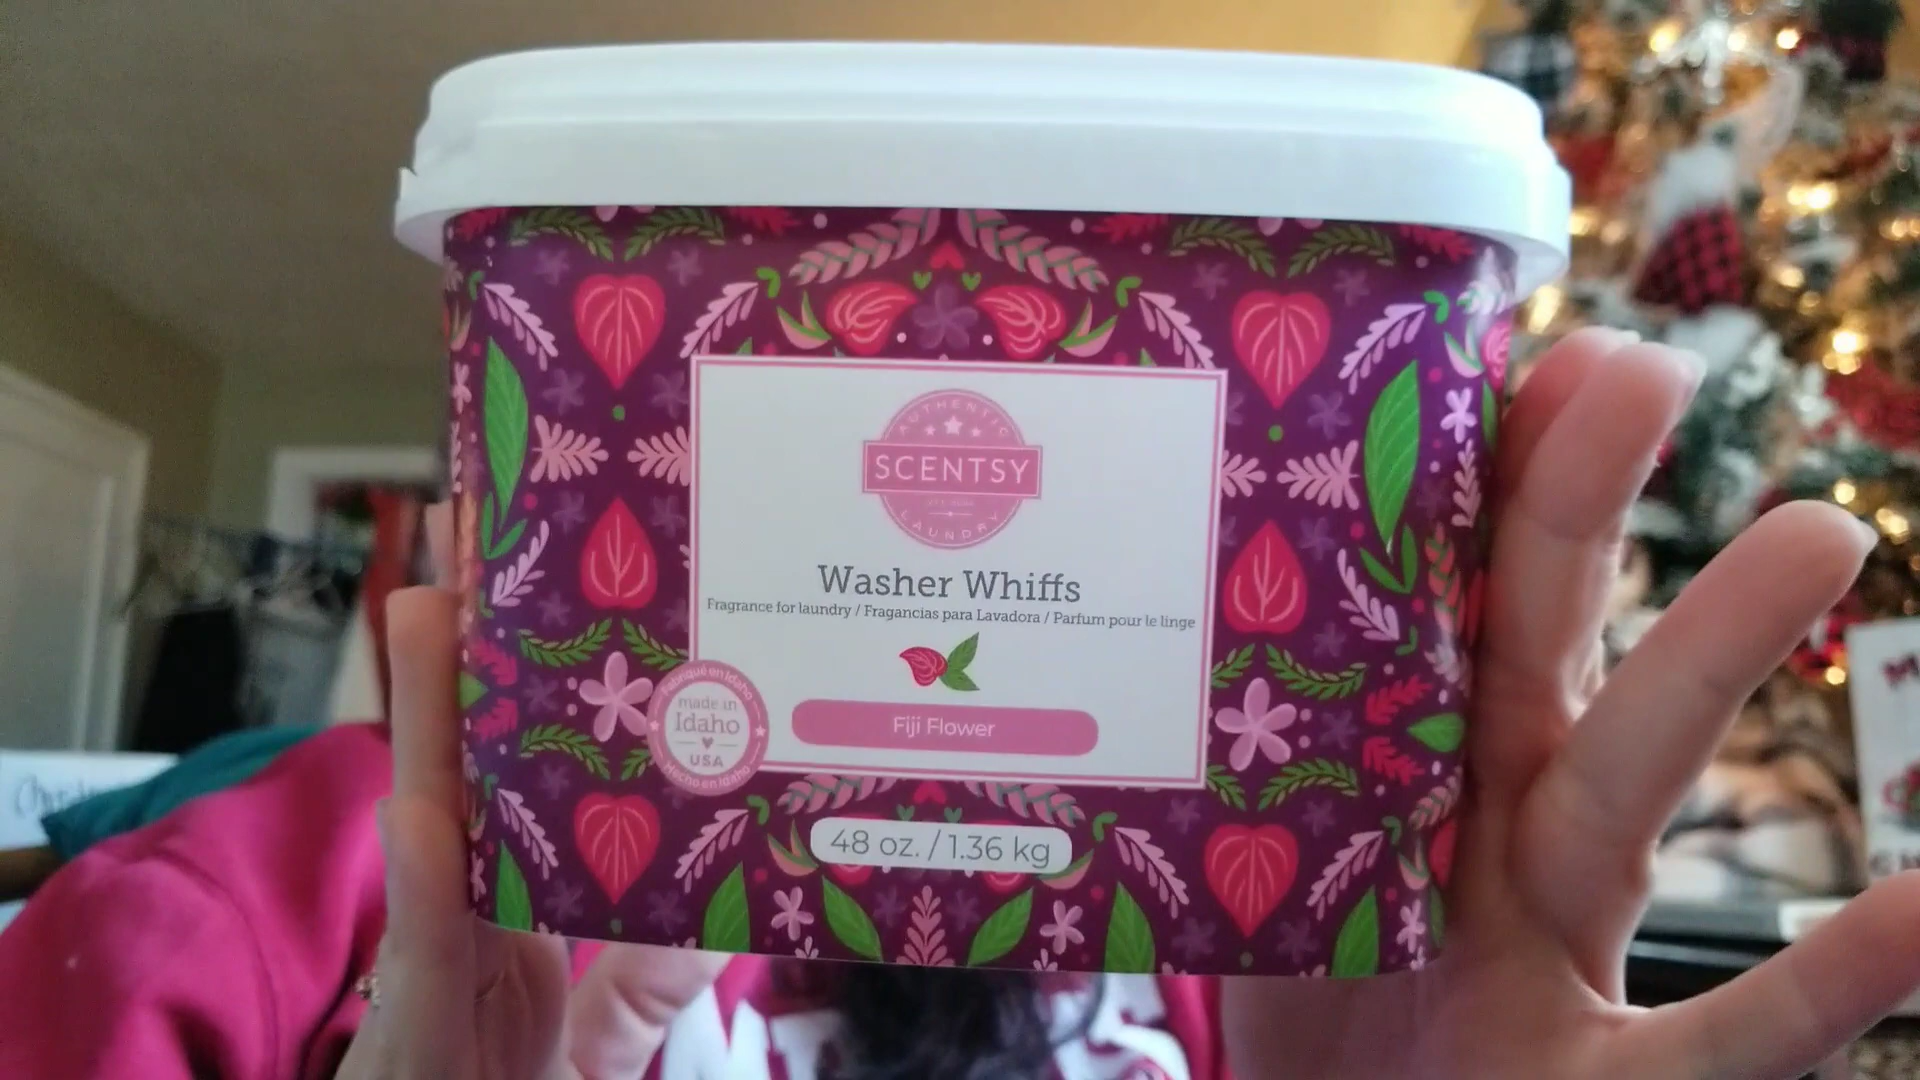 AUTHENTIC
SCENTSY
LAUNDRY
Washer Whiffs
Fragrance for laundry / Fragancias para Lavadora / Parfum pour le linge
Fabriqué en Idaho
made in
Idaho
USA
Hecho en Idaho
Fiji Flower
48 oz. / 1.36 kg